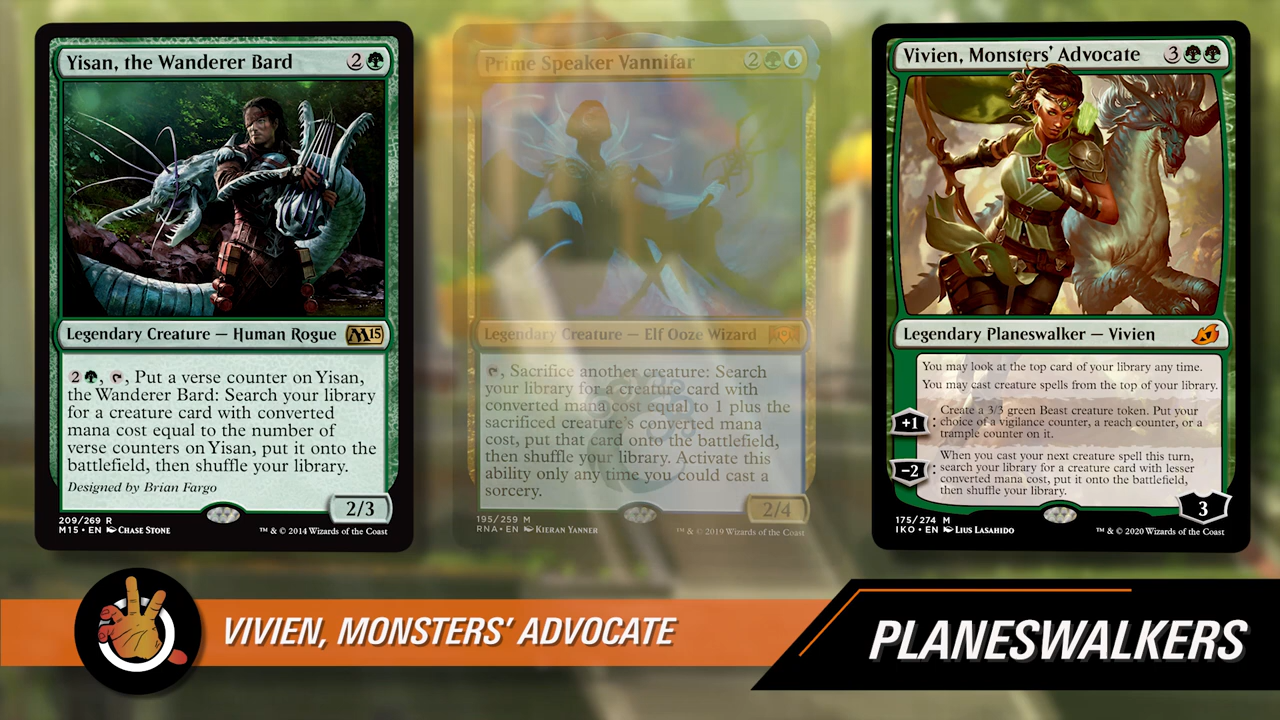 Yisan, the Wanderer Bard 2
Legendary Creature — Human Rogue M15
2, , Put a verse counter on Yisan,
the Wanderer Bard: Search your library
for a creature card with converted
mana cost equal to the number of
verse counters on Yisan, put it onto the
battlefield, then shuffle your library.
Designed by Brian Fargo
2/3
209/269 R
M15 • EN Chase Stone
™ & © 2014 Wizards of the Coast
Prime Speaker Vannifar 2
Legendary Creature — Elf Ooze Wizard
, Sacrifice another creature: Search
your library for a creature card with
converted mana cost equal to 1 plus the
sacrificed creature's converted mana
cost, put that card onto the battlefield,
then shuffle your library. Activate this
ability only any time you could cast a
sorcery.
2/4
195/259 M
RNA • EN Kieran Yanner
™ & © 2019 Wizards of the Coast
Vivien, Monsters' Advocate 3
Legendary Planeswalker — Vivien
You may look at the top card of your library any time.
You may cast creature spells from the top of your library.
+1 : Create a 3/3 green Beast creature token. Put your
choice of a vigilance counter, a reach counter, or a
trample counter on it.
-2 : When you cast your next creature spell this turn,
search your library for a creature card with lesser
converted mana cost, put it onto the battlefield,
then shuffle your library.
3
175/274 M
IKO • EN Lius Lasahido
™ & © 2020 Wizards of the Coast
VIVIEN, MONSTERS' ADVOCATE
PLANESWALKERS